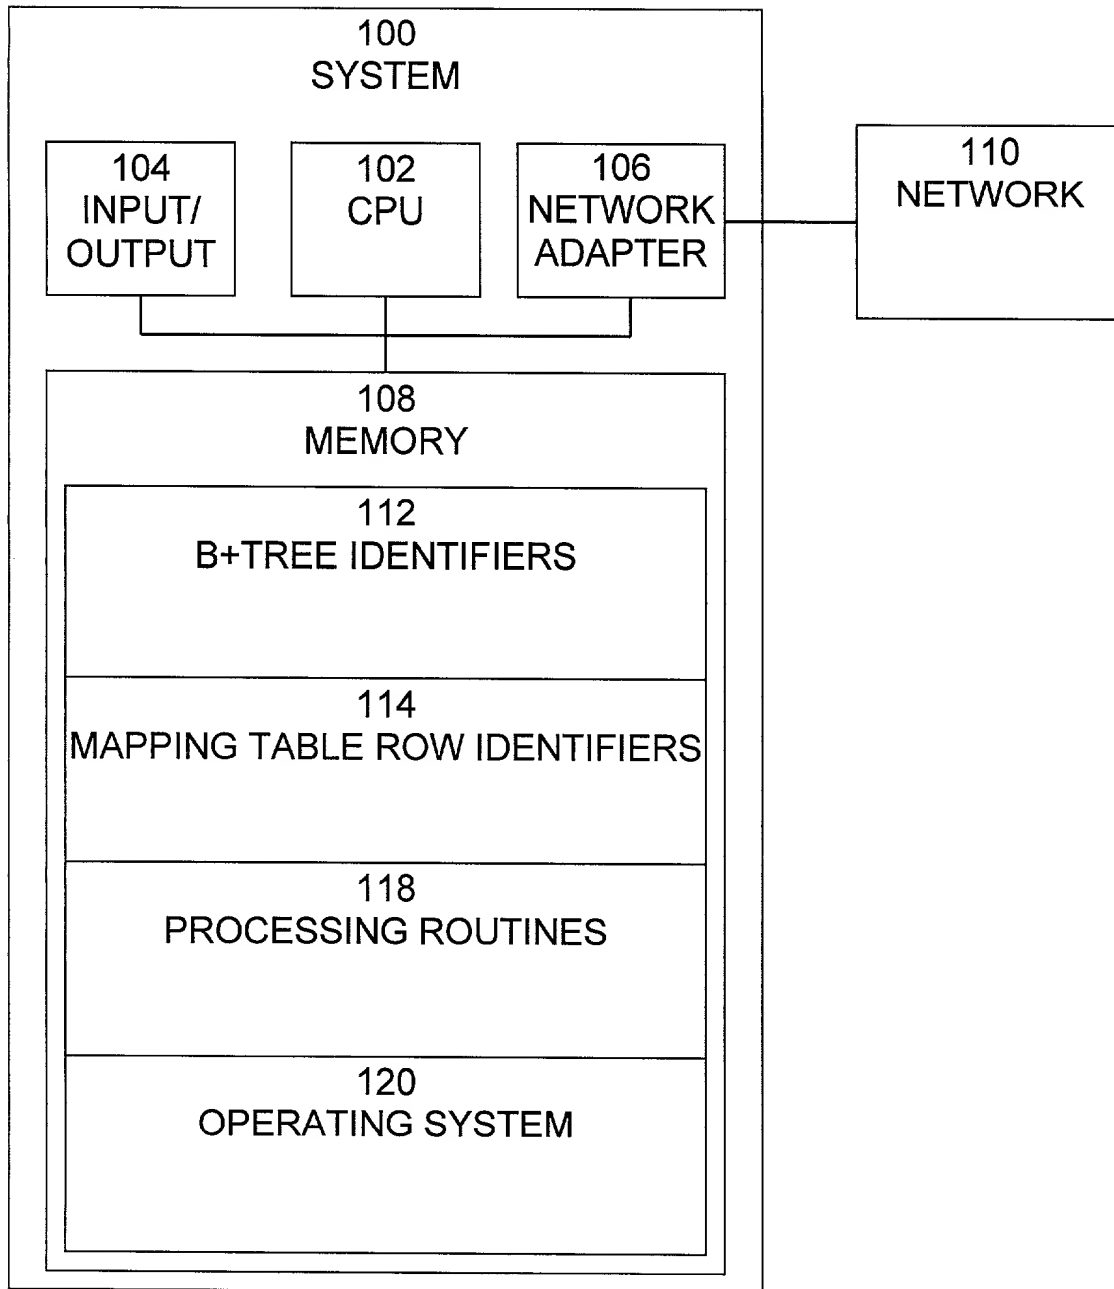 100
SYSTEM
104
INPUT/
OUTPUT
102
CPU
106
NETWORK
ADAPTER
110
NETWORK
108
MEMORY
112
B+TREE IDENTIFIERS
114
MAPPING TABLE ROW IDENTIFIERS
118
PROCESSING ROUTINES
120
OPERATING SYSTEM